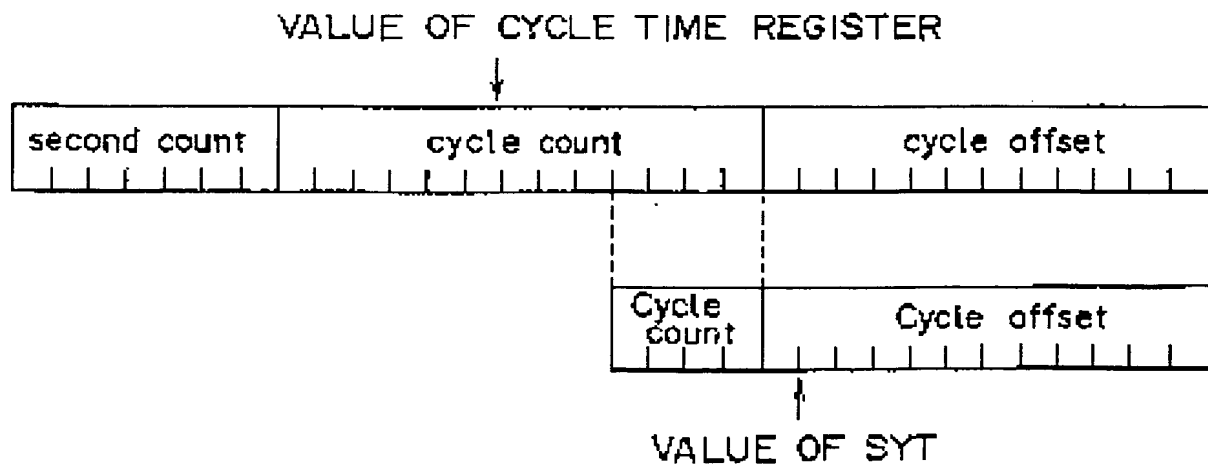 VALUE OF CYCLE TIME REGISTER
second count cycle count cycle offset
Cycle count Cycle offset
VALUE OF SYT